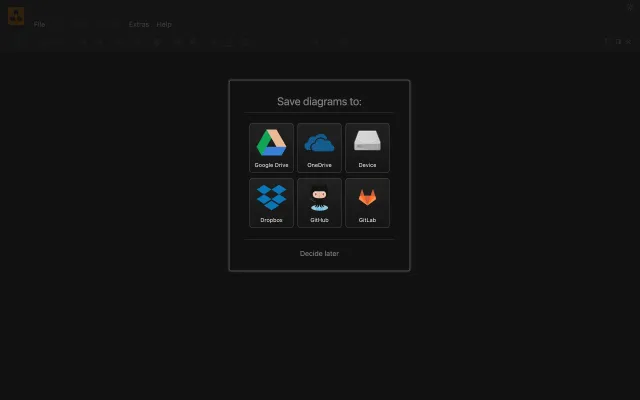 File Extras Help
Save diagrams to:
Google Drive OneDrive Device
Dropbox GitHub GitLab
Decide later